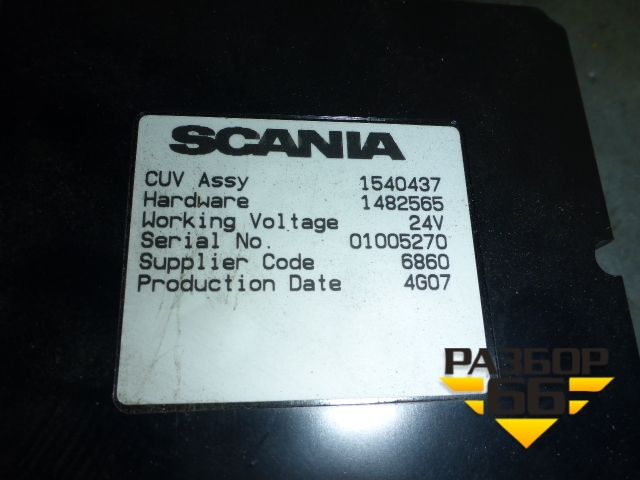 SCANIA
CUV Assy 1540437
Hardware 1482565
Working Voltage 24V
Serial No. 01005270
Supplier Code 6860
Production Date 4G07
РАЗБОР
66